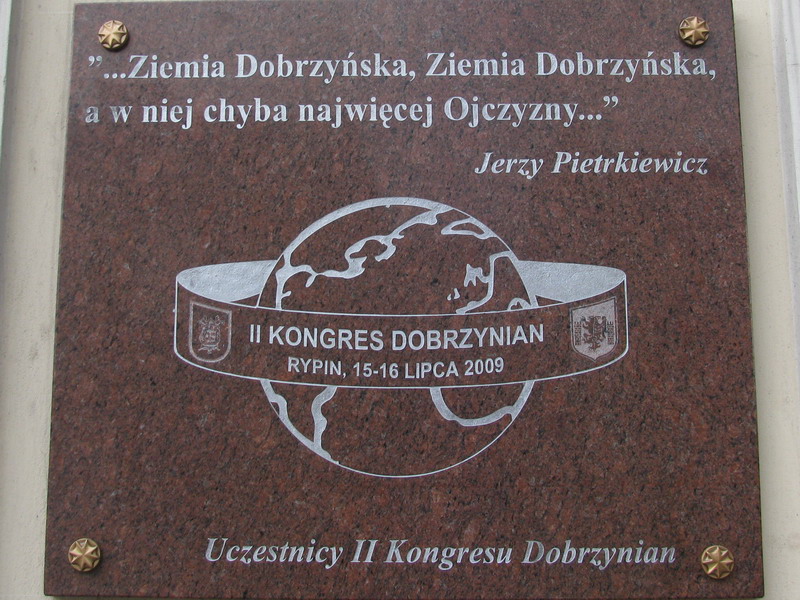 ”...Ziemia Dobrzyńska, Ziemia Dobrzyńska,
a w niej chyba najwięcej Ojczyzny...”
Jerzy Pietrkiewicz
II KONGRES DOBRZYNIAN
RYPIN, 15-16 LIPCA 2009
Uczestnicy II Kongresu Dobrzynian